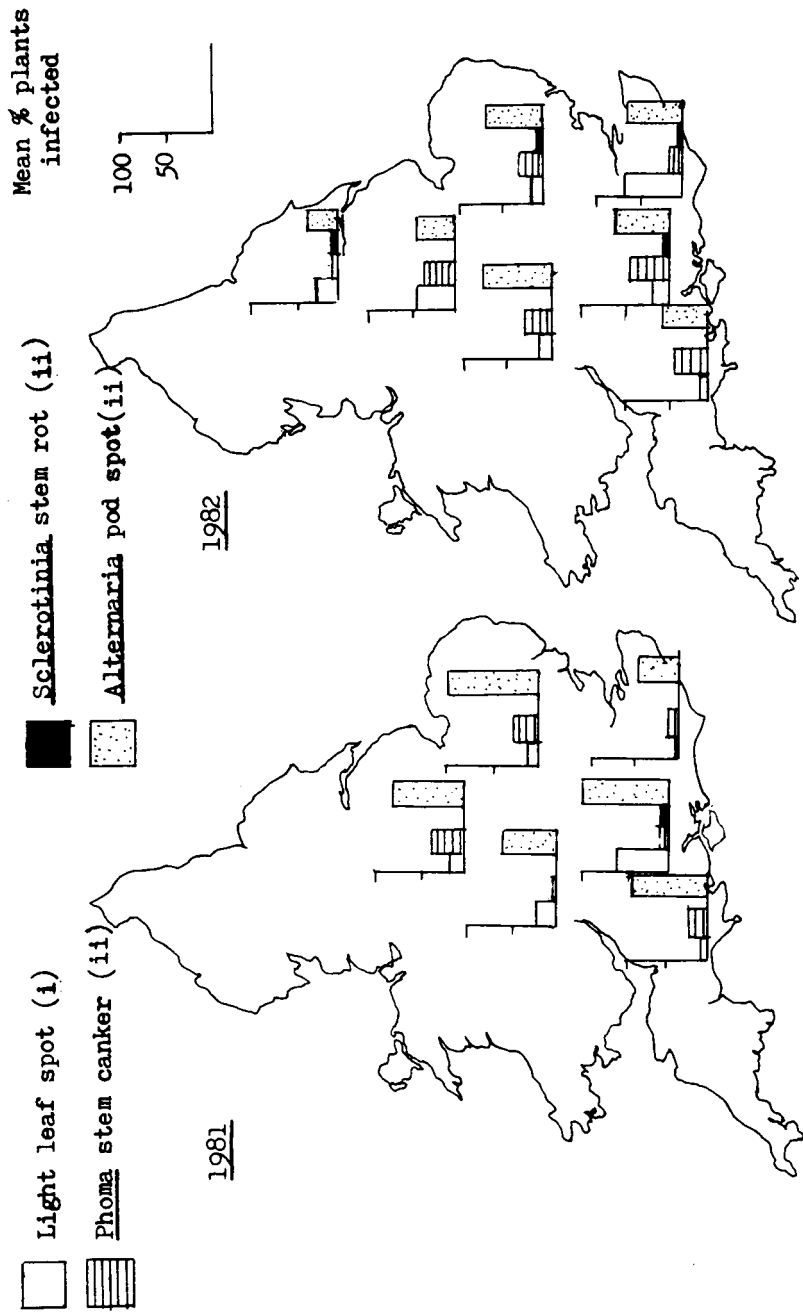 Light leaf spot (i)
Phoma stem canker (ii)
Sclerotinia stem rot (ii)
Alternaria pod spot(ii)
Mean % plants
infected
100
50
1981
1982